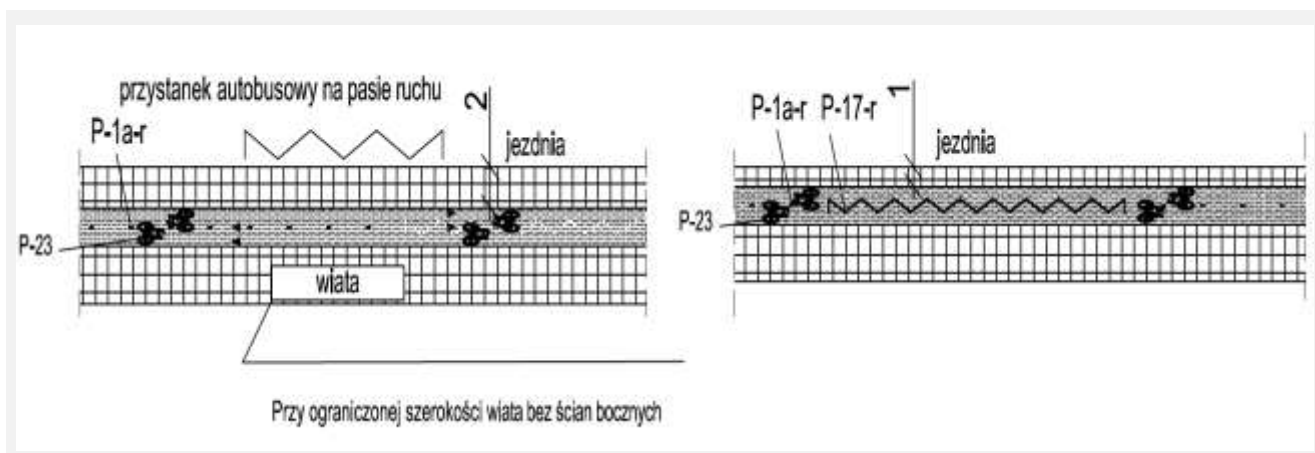 przystanek autobusowy na pasie ruchu
P-1a-r
2
jezdnia
P-23
wiata
Przy ograniczonej szerokości wiata bez ścian bocznych
P-1a-r P-17-r
1
jezdnia
P-23